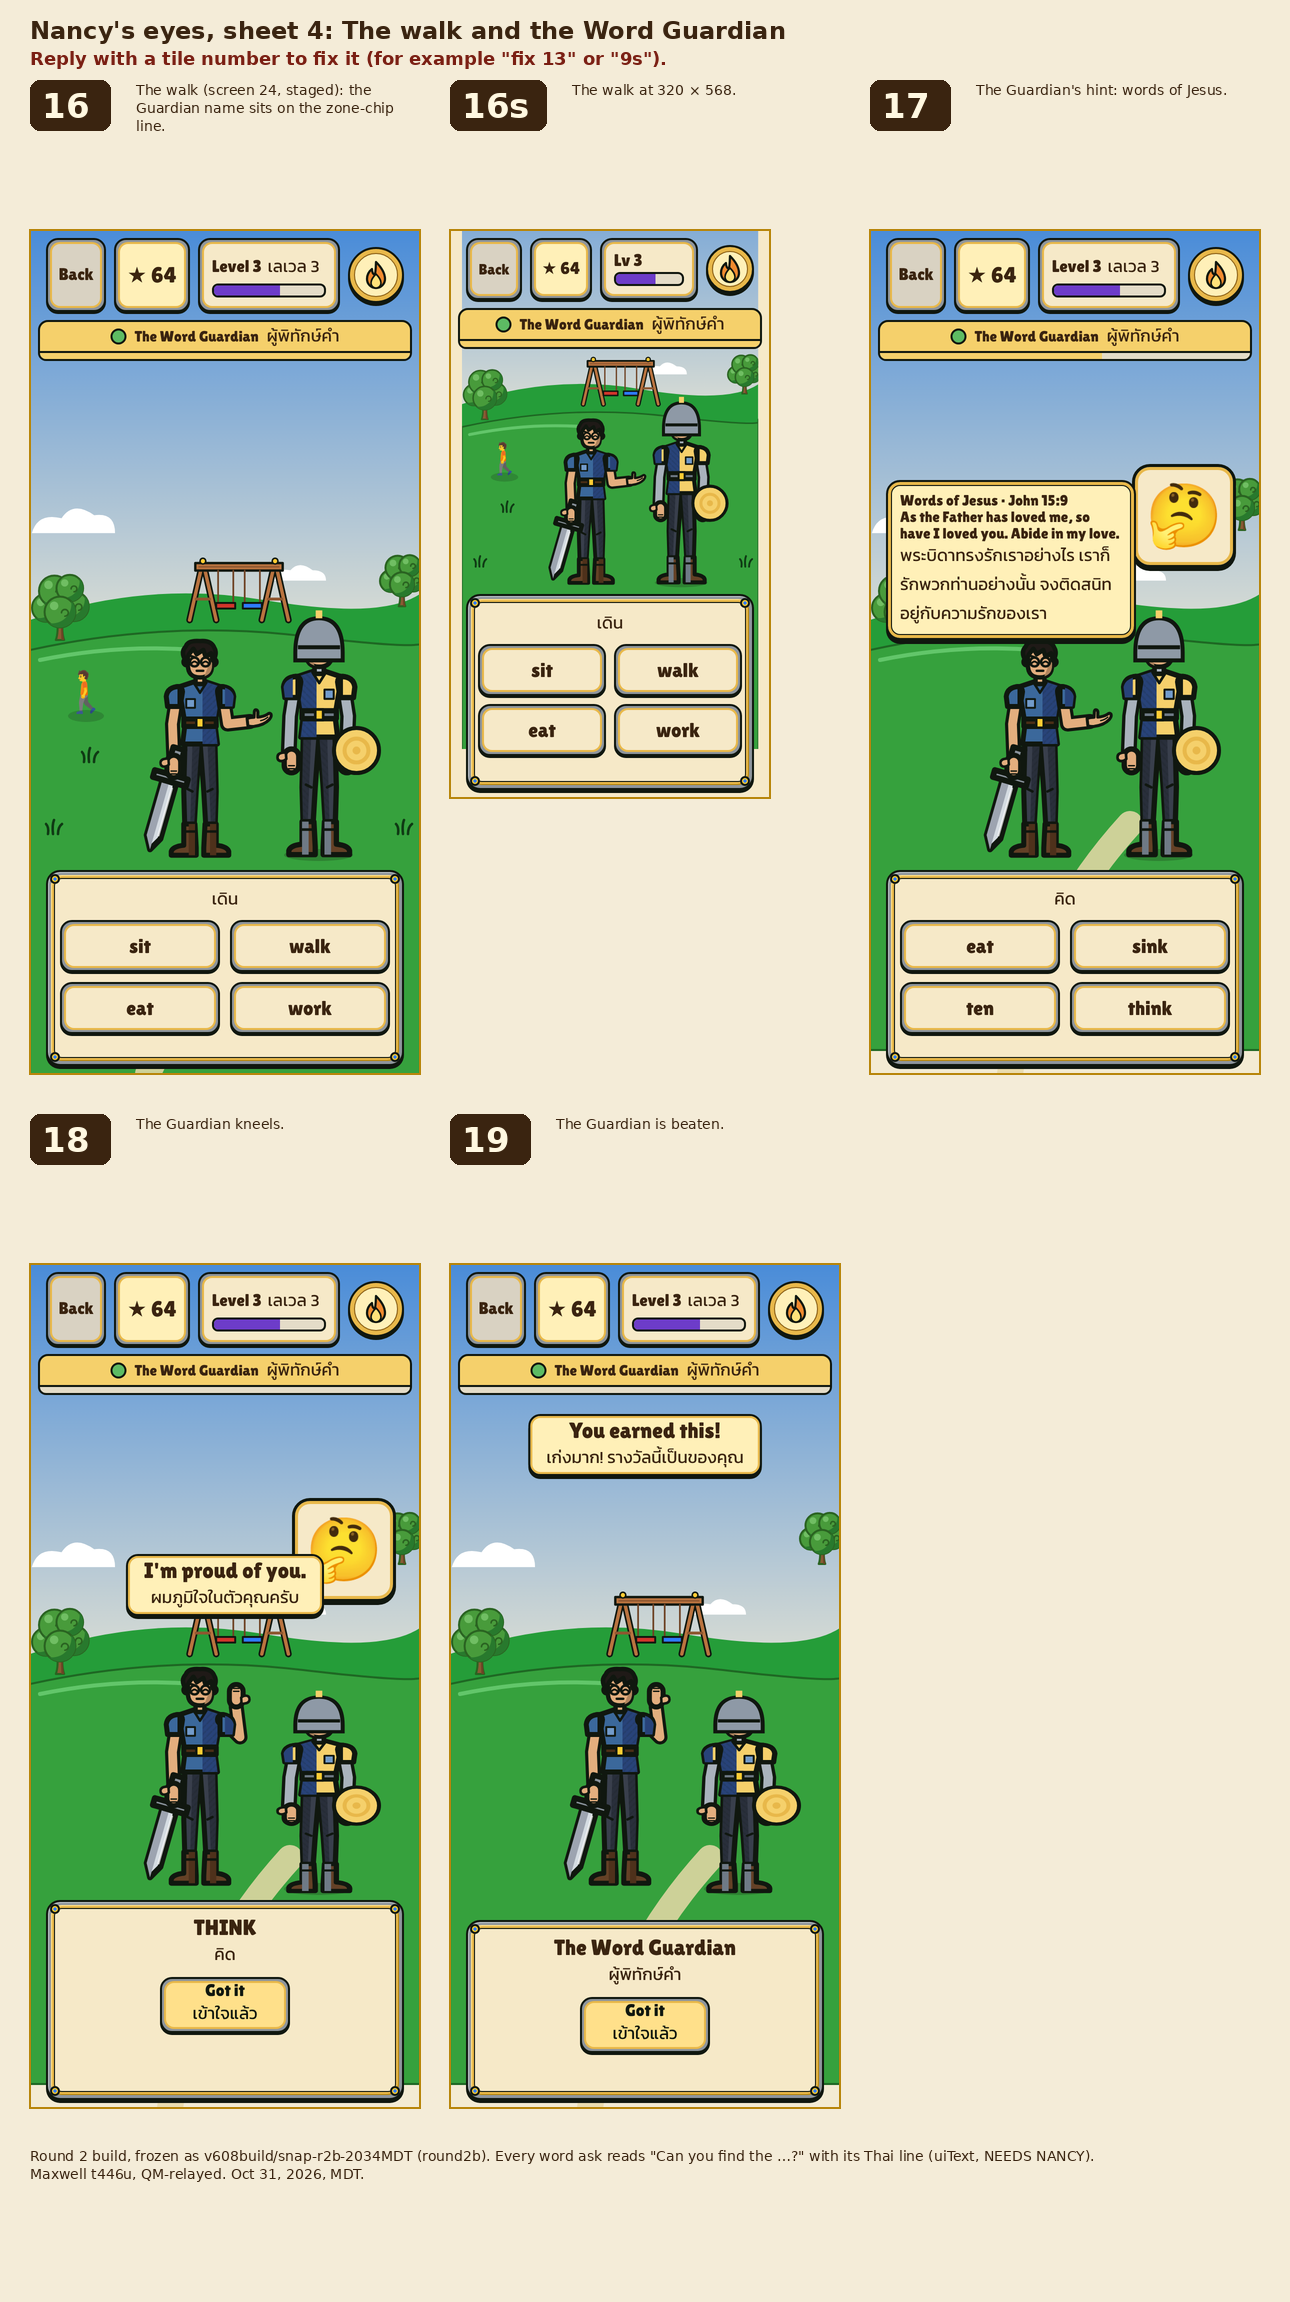 Nancy's eyes, sheet 4: The walk and the Word Guardian
Reply with a tile number to fix it (for example "fix 13" or "9s").
16
The walk (screen 24, staged): the
Guardian name sits on the zone-chip
line.
16s
The walk at 320 × 568.
17
The Guardian's hint: words of Jesus.
Back
★ 64
Level 3 เลเวล 3
The Word Guardian ผู้พิทักษ์คำ
เดิน
sit
walk
eat
work
Back
★ 64
Lv 3
The Word Guardian ผู้พิทักษ์คำ
เดิน
sit
walk
eat
work
Back
★ 64
Level 3 เลเวล 3
The Word Guardian ผู้พิทักษ์คำ
Words of Jesus · John 15:9
As the Father has loved me, so
have I loved you. Abide in my love.
พระบิดาทรงรักเราอย่างไร เราก็
รักพวกท่านอย่างนั้น จงติดสนิท
อยู่กับความรักของเรา
คิด
eat
sink
ten
think
18
The Guardian kneels.
19
The Guardian is beaten.
Back
★ 64
Level 3 เลเวล 3
The Word Guardian ผู้พิทักษ์คำ
I'm proud of you.
ผมภูมิใจในตัวคุณครับ
THINK
คิด
Got it
เข้าใจแล้ว
Back
★ 64
Level 3 เลเวล 3
The Word Guardian ผู้พิทักษ์คำ
You earned this!
เก่งมาก! รางวัลนี้เป็นของคุณ
The Word Guardian
ผู้พิทักษ์คำ
Got it
เข้าใจแล้ว
Round 2 build, frozen as v608build/snap-r2b-2034MDT (round2b). Every word ask reads "Can you find the ...?" with its Thai line (uiText, NEEDS NANCY).
Maxwell t446u, QM-relayed. Oct 31, 2026, MDT.